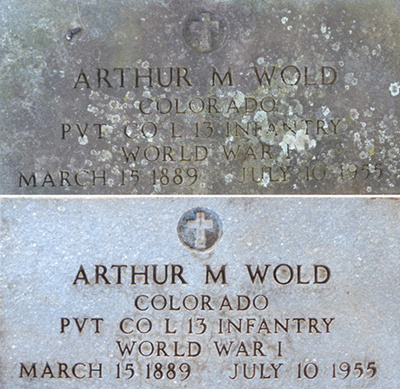 ARTHUR M WOLD
COLORADO
PVT CO L 13 INFANTRY
WORLD WAR I
MARCH 15 1889 JULY 10 1955
ARTHUR M WOLD
COLORADO
PVT CO L 13 INFANTRY
WORLD WAR I
MARCH 15 1889 JULY 10 1955